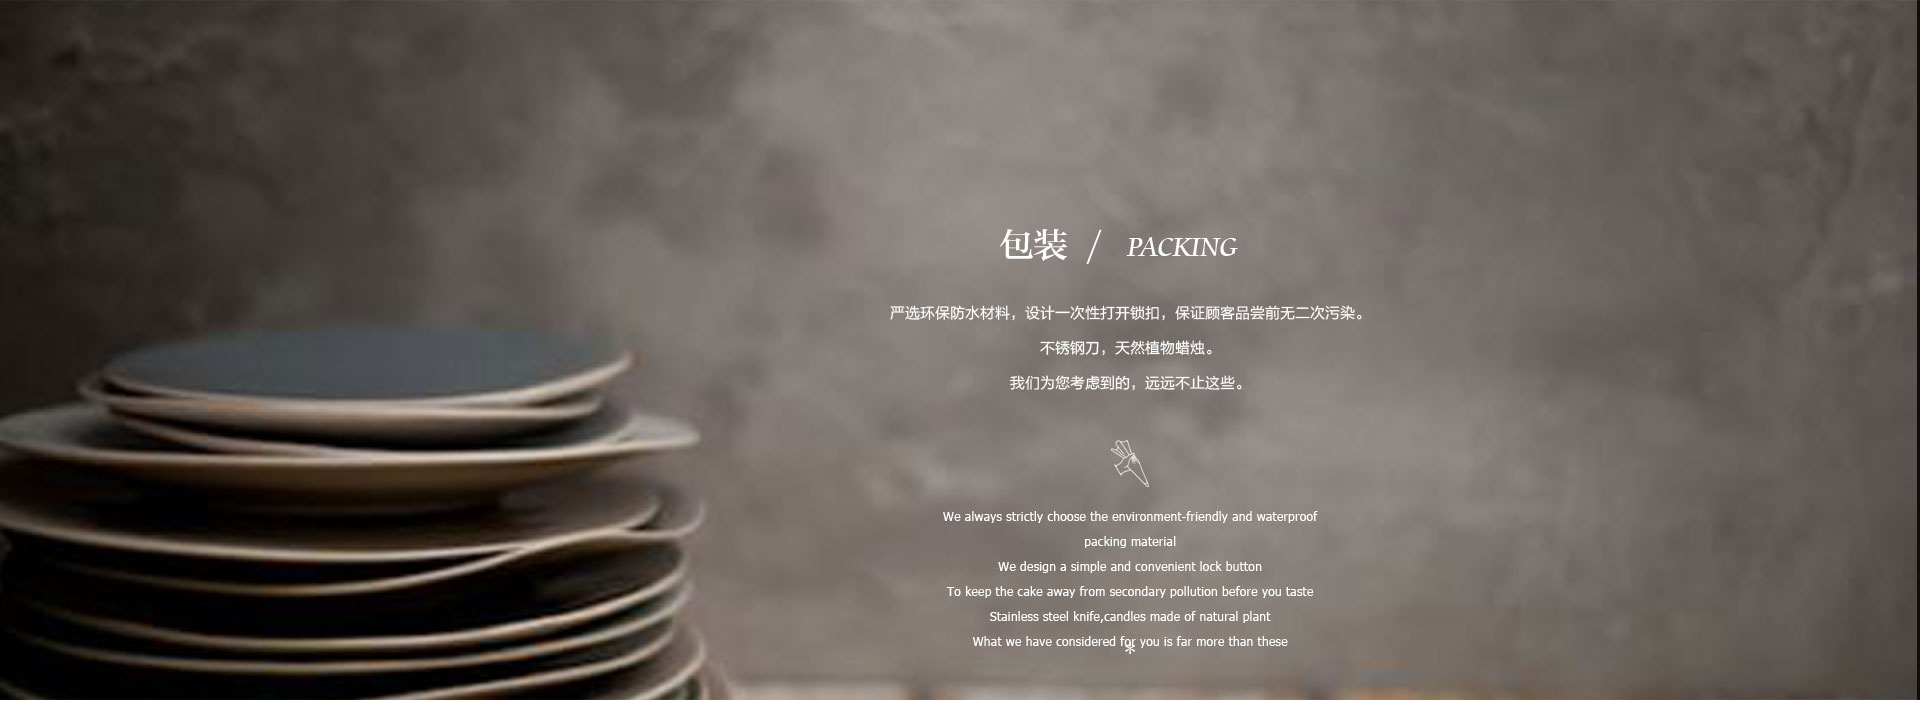 包装 / PACKING
严选环保防水材料，设计一次性打开锁扣，保证顾客品尝前无二次污染。
不锈钢刀，天然植物蜡烛。
我们为您考虑到的，远远不止这些。
We always strictly choose the environment-friendly and waterproof
packing material
We design a simple and convenient lock button
To keep the cake away from secondary pollution before you taste
Stainless steel knife,candles made of natural plant
What we have considered for you is far more than these
*